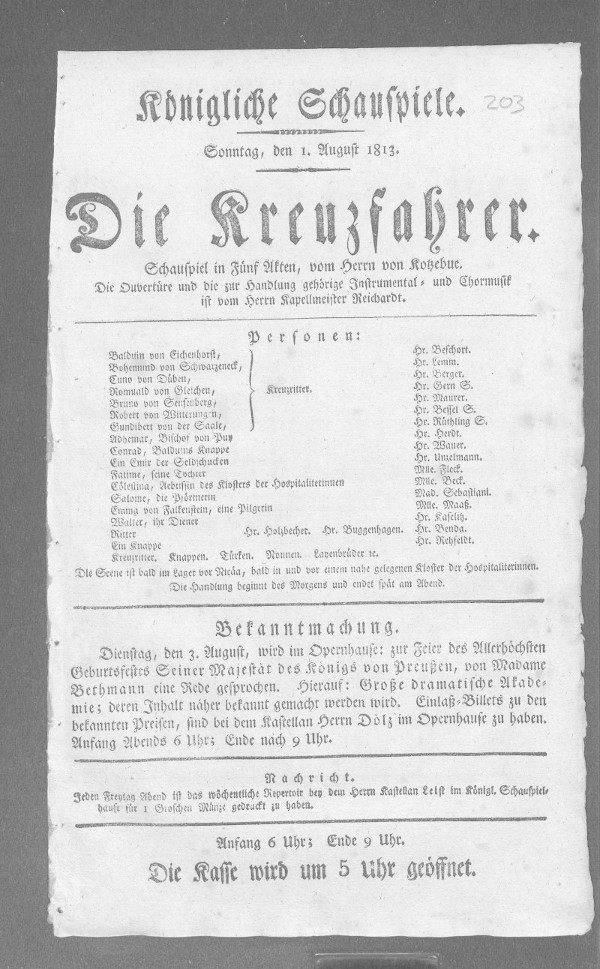 Königliche Schauspiele. 203
Sonntag, den 1. August 1813.
Die Kreuzfahrer.
Schauspiel in Fünf Akten, vom Herrn von Kotzebue.
Die Ouvertüre und die zur Handlung gehörige Instrumental- und Chormusik
ist vom Herrn Kapellmeister Reichardt.
Personen:
Balduin von Eichenhorst, Hr. Beschort.
Bohemund von Schwarzeneck, Hr. Lemm.
Cuno von Düben, Hr. Berger.
Romuald von Gleichen, Kreuzritter. Hr. Gern S.
Bruno von Senfenberg, Hr. Maurer.
Robert von Wintertungen, Hr. Bessel S.
Gundibert von der Saale, Hr. Rüthling S.
Adhemar, Bischof von Puy Hr. Herdt.
Conrad, Balduins Knappe Hr. Wauer.
Ein Emir der Seldschucken Hr. Unzelmann.
Fatime, seine Tochter Mlle. Fleck.
Cölestina, Aebtissin des Klosters der Hospitaliterinnen Mlle. Beck.
Salome, die Pförtnerin Mad. Sebastiani.
Emma von Falkenstein, eine Pilgerin Mlle. Maaß.
Walter, ihr Diener Hr. Kaselitz.
Ritter Hr. Holzbecher. Hr. Buggenhagen. Hr. Benda.
Ein Knappe Hr. Rehfeldt.
Kreuzritter. Knappen. Türken. Nonnen. Layenbrüder ꝛc.
Die Scene ist bald im Lager vor Nicäa, bald in und vor einem nahe gelegenen Kloster der Hospitaliterinnen.
Die Handlung beginnt des Morgens und endet spät am Abend.
Bekanntmachung.
Dienstag, den 3. August, wird im Opernhause: zur Feier des Allerhöchsten
Geburtsfestes Seiner Majestät des Königs von Preußen, von Madame
Bethmann eine Rede gesprochen. Hierauf: Große dramatische Akade-
mie; deren Inhalt näher bekannt gemacht werden wird. Einlaß-Billets zu den
bekannten Preisen, sind bei dem Kastellan Herrn Dölz im Opernhause zu haben.
Anfang Abends 6 Uhr; Ende nach 9 Uhr.
Nachricht.
Jeden Freytag Abend ist das wöchentliche Repertoir bey dem Herrn Kastellan Leist im Königl. Schauspiel-
hause für 1 Groschen Münze gedruckt zu haben.
Anfang 6 Uhr; Ende 9 Uhr.
Die Kasse wird um 5 Uhr geöffnet.